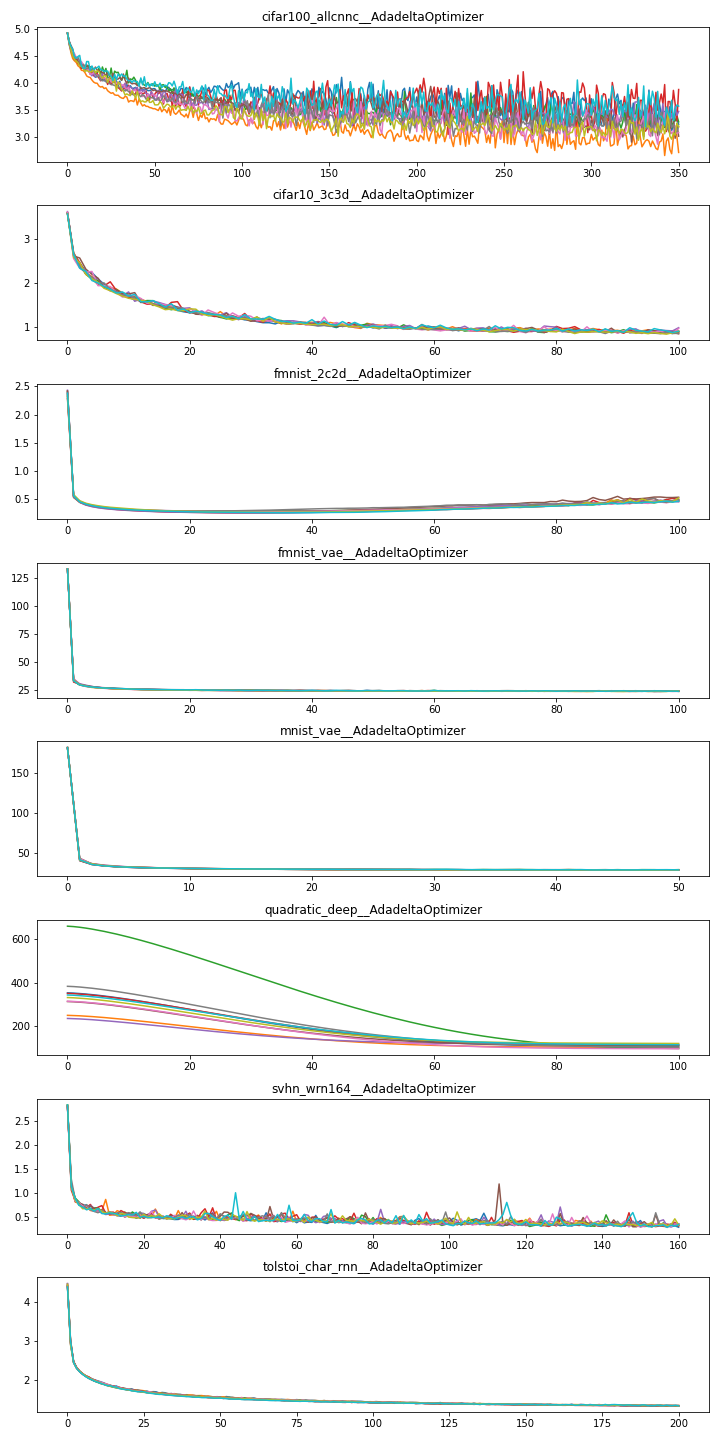 cifar100_allcnnc__AdadeltaOptimizer
5.0
4.5
4.0
3.5
3.0
0 50 100 150 200 250 300 350
cifar10_3c3d__AdadeltaOptimizer
3
2
1
0 20 40 60 80 100
fmnist_2c2d__AdadeltaOptimizer
2.5
2.0
1.5
1.0
0.5
0 20 40 60 80 100
fmnist_vae__AdadeltaOptimizer
125
100
75
50
25
0 20 40 60 80 100
mnist_vae__AdadeltaOptimizer
150
100
50
0 10 20 30 40 50
quadratic_deep__AdadeltaOptimizer
600
400
200
0 20 40 60 80 100
svhn_wrn164__AdadeltaOptimizer
2.5
2.0
1.5
1.0
0.5
0 20 40 60 80 100 120 140 160
tolstoi_char_rnn__AdadeltaOptimizer
4
3
2
0 25 50 75 100 125 150 175 200